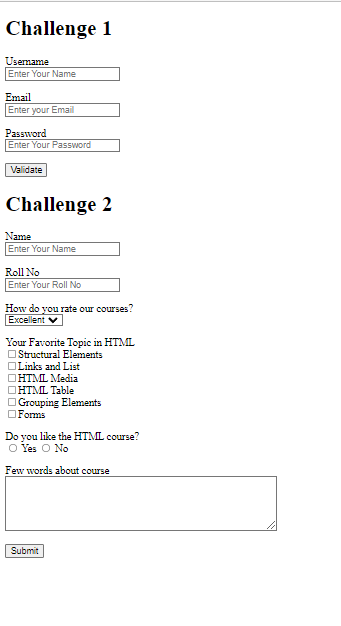 Challenge 1
Username
Enter Your Name
Email
Enter your Email
Password
Enter Your Password
Validate
Challenge 2
Name
Enter Your Name
Roll No
Enter Your Roll No
How do you rate our courses?
Excellent
Your Favorite Topic in HTML
Structural Elements
Links and List
HTML Media
HTML Table
Grouping Elements
Forms
Do you like the HTML course?
Yes No
Few words about course
Submit